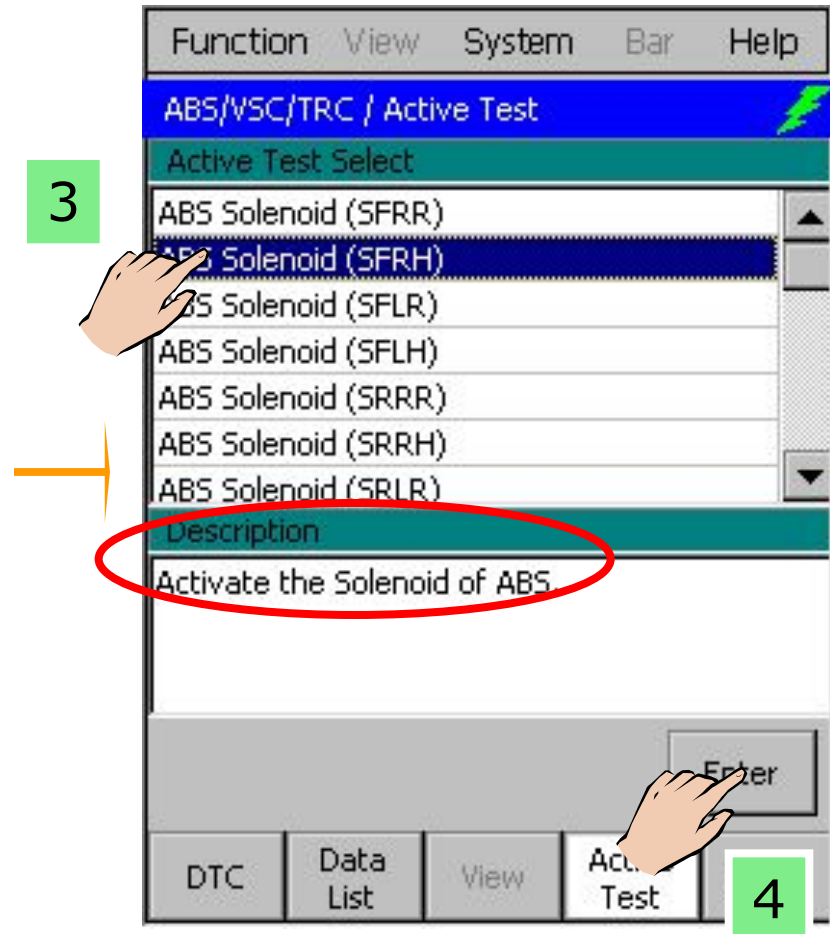 Function View System Bar Help
ABS/VSC/TRC / Active Test
Active Test Select
3
ABS Solenoid (SFRR)
ABS Solenoid (SFRH)
ABS Solenoid (SFLR)
ABS Solenoid (SFLH)
ABS Solenoid (SRRR)
ABS Solenoid (SRRH)
ABS Solenoid (SRLR)
Description
Activate the Solenoid of ABS.
Enter
DTC
Data
List
View
Active
Test
4